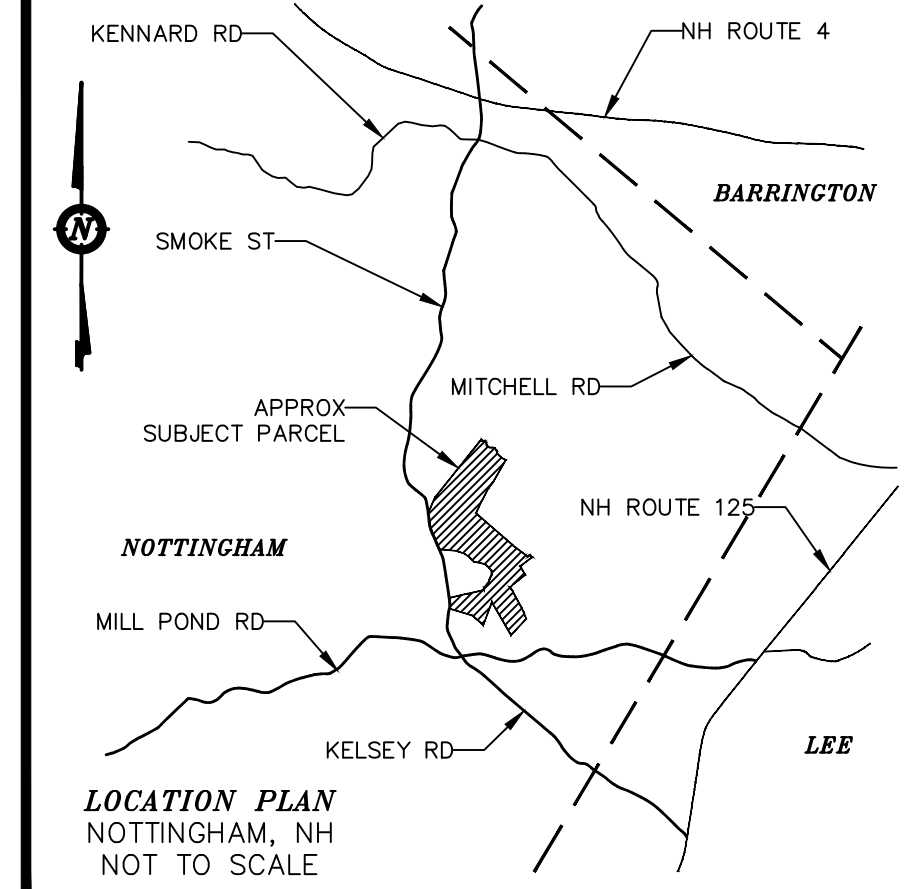 KENNARD RD
NH ROUTE 4
BARRINGTON
N
SMOKE ST
MITCHELL RD
APPROX
SUBJECT PARCEL
NH ROUTE 125
NOTTINGHAM
MILL POND RD
LEE
KELSEY RD
LOCATION PLAN
NOTTINGHAM, NH
NOT TO SCALE